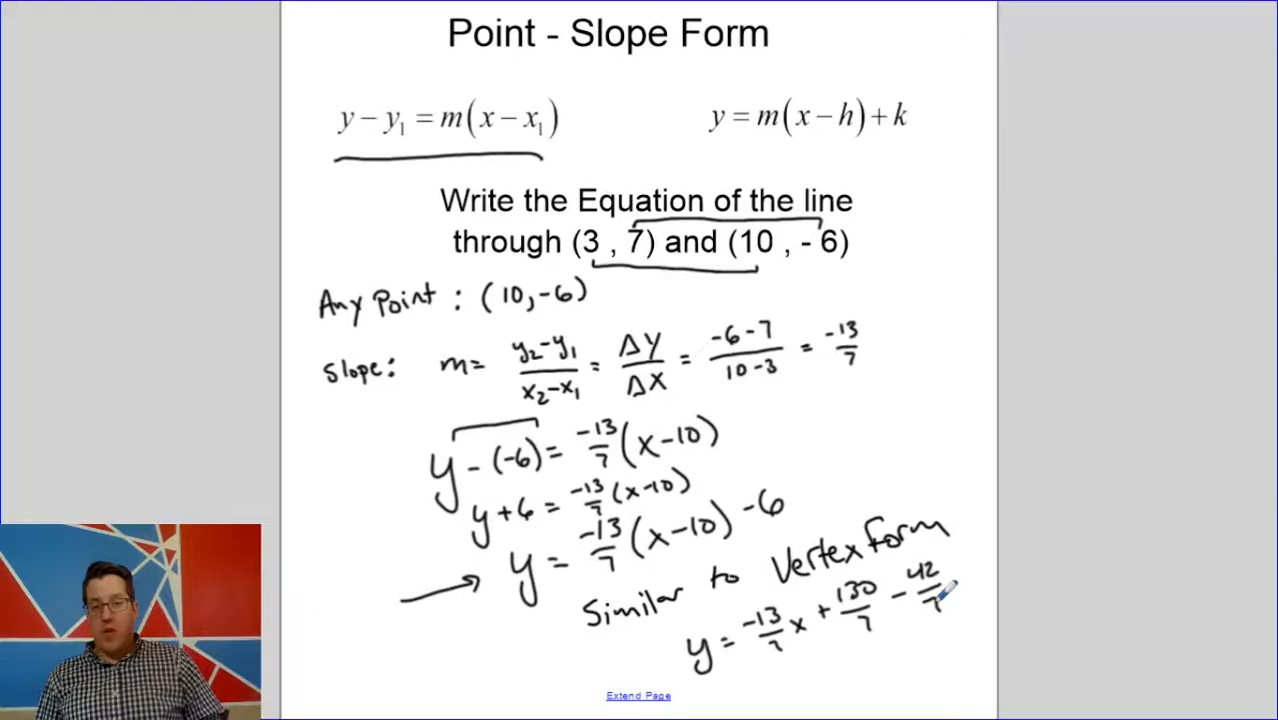 Point - Slope Form
y − y₁ = m(x − x₁)
y = m(x − h) + k
Write the Equation of the line
through (3 , 7) and (10 , - 6)
Any Point : (10, -6)
Slope: m = y₂-y₁/x₂-x₁ = ΔY/ΔX = -6-7/10-3 = -13/7
y - (-6) = -13/7 (x-10)
y + 6 = -13/7 (x-10)
y = -13/7 (x-10) - 6
Similar to Vertex Form
y = -13/7 x + 130/7 - 42/7
Extend Page